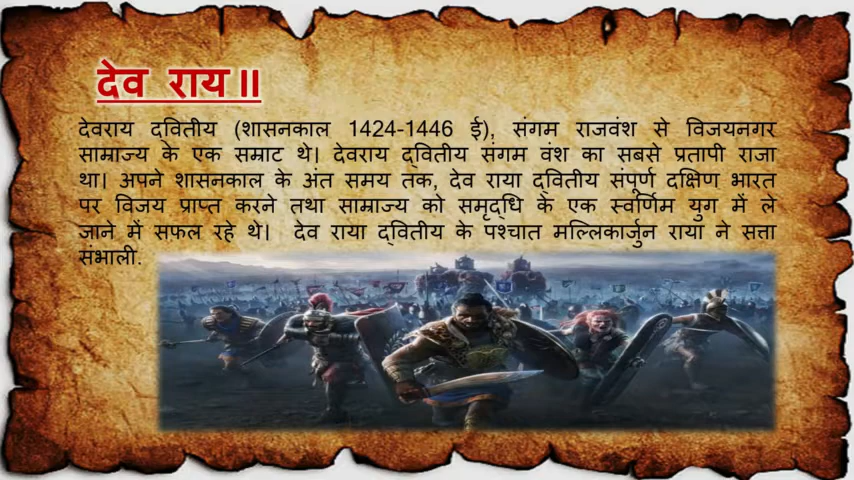 देव राय II
देवराय द्वितीय (शासनकाल 1424-1446 ई), संगम राजवंश से विजयनगर
साम्राज्य के एक सम्राट थे। देवराय द्वितीय संगम वंश का सबसे प्रतापी राजा
था। अपने शासनकाल के अंत समय तक, देव राया द्वितीय संपूर्ण दक्षिण भारत
पर विजय प्राप्त करने तथा साम्राज्य को समृद्धि के एक स्वर्णिम युग में ले
जाने में सफल रहे थे। देव राया द्वितीय के पश्चात मल्लिकार्जुन राया ने सत्ता
संभाली.